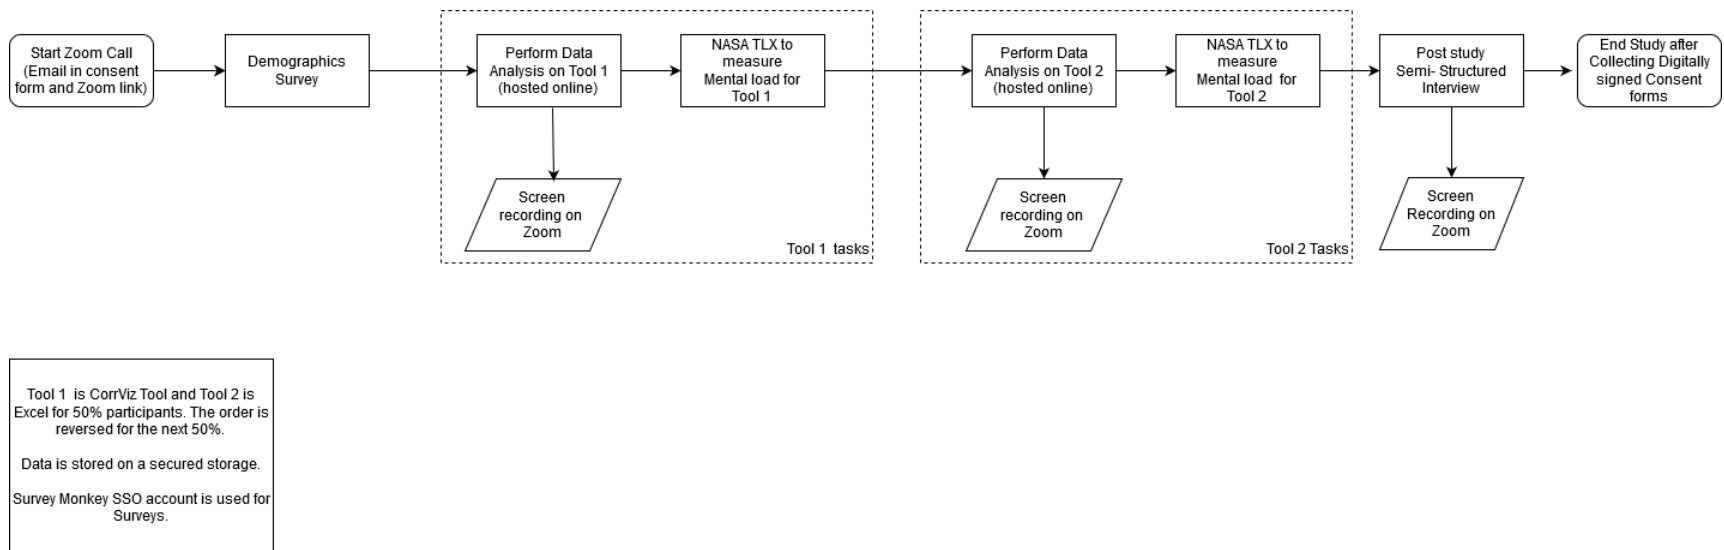 Start Zoom Call
(Email in consent
form and Zoom link)
Demographics
Survey
Perform Data
Analysis on Tool 1
(hosted online)
NASA TLX to
measure
Mental load for
Tool 1
Perform Data
Analysis on Tool 2
(hosted online)
NASA TLX to
measure
Mental load  for
Tool 2
Post study
Semi- Structured
Interview
End Study after
Collecting Digitally
signed Consent
forms
Screen
recording on
Zoom
Tool 1  tasks
Screen
recording on
Zoom
Tool 2 Tasks
Screen
Recording on
Zoom
Tool 1  is CorrViz Tool and Tool 2 is
Excel for 50% participants. The order is
reversed for the next 50%.
Data is stored on a secured storage.
Survey Monkey SSO account is used for
Surveys.